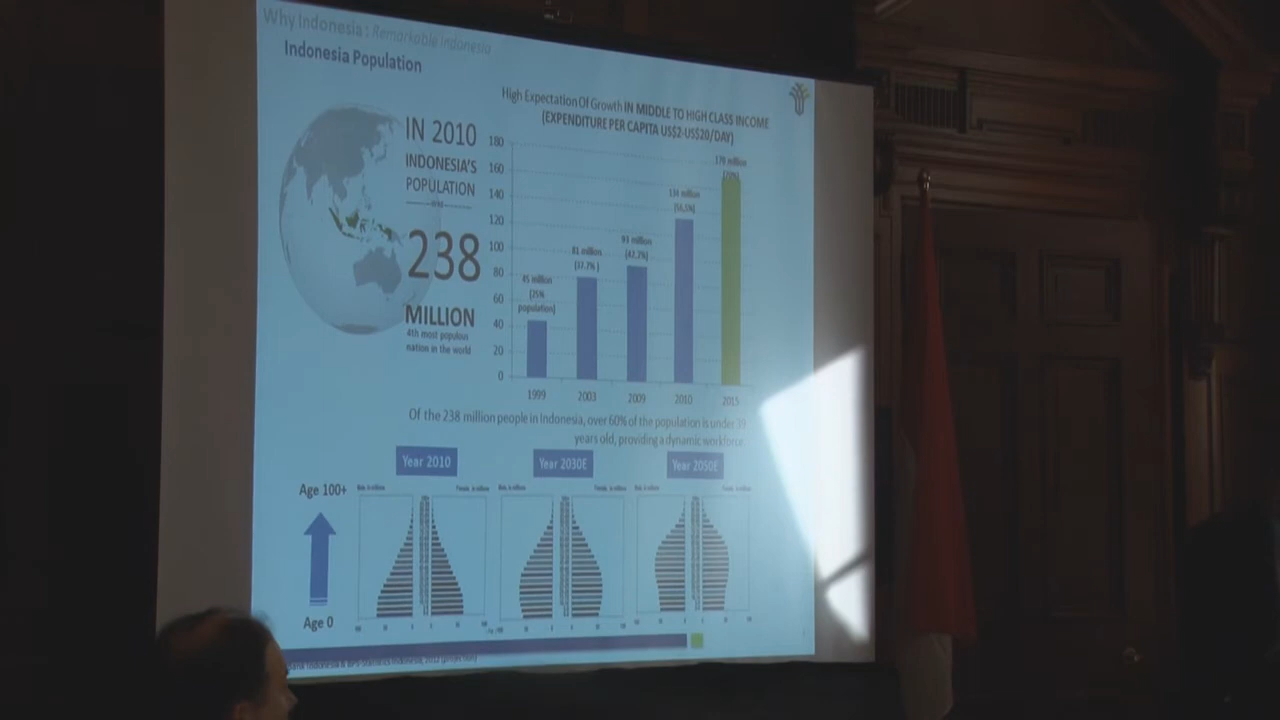 Why Indonesia : Remarkable Indonesia
Indonesia Population
IN 2010
INDONESIA'S
POPULATION
238
MILLION
4th most populous
nation in the world
High Expectation Of Growth IN MIDDLE TO HIGH CLASS INCOME
(EXPENDITURE PER CAPITA US$2-US$20/DAY)
180
160
140
120
100
80
60
40
20
0
45 million
(25%
population)
81 million
(37.7% )
93 million
(42.7%)
134 million
(56.5%)
170 million
1999
2003
2009
2010
2015
Of the 238 million people in Indonesia, over 60% of the population is under 39
years old, providing a dynamic workforce
Year 2010
Year 2030E
Year 2050E
Age 100+
Age 0